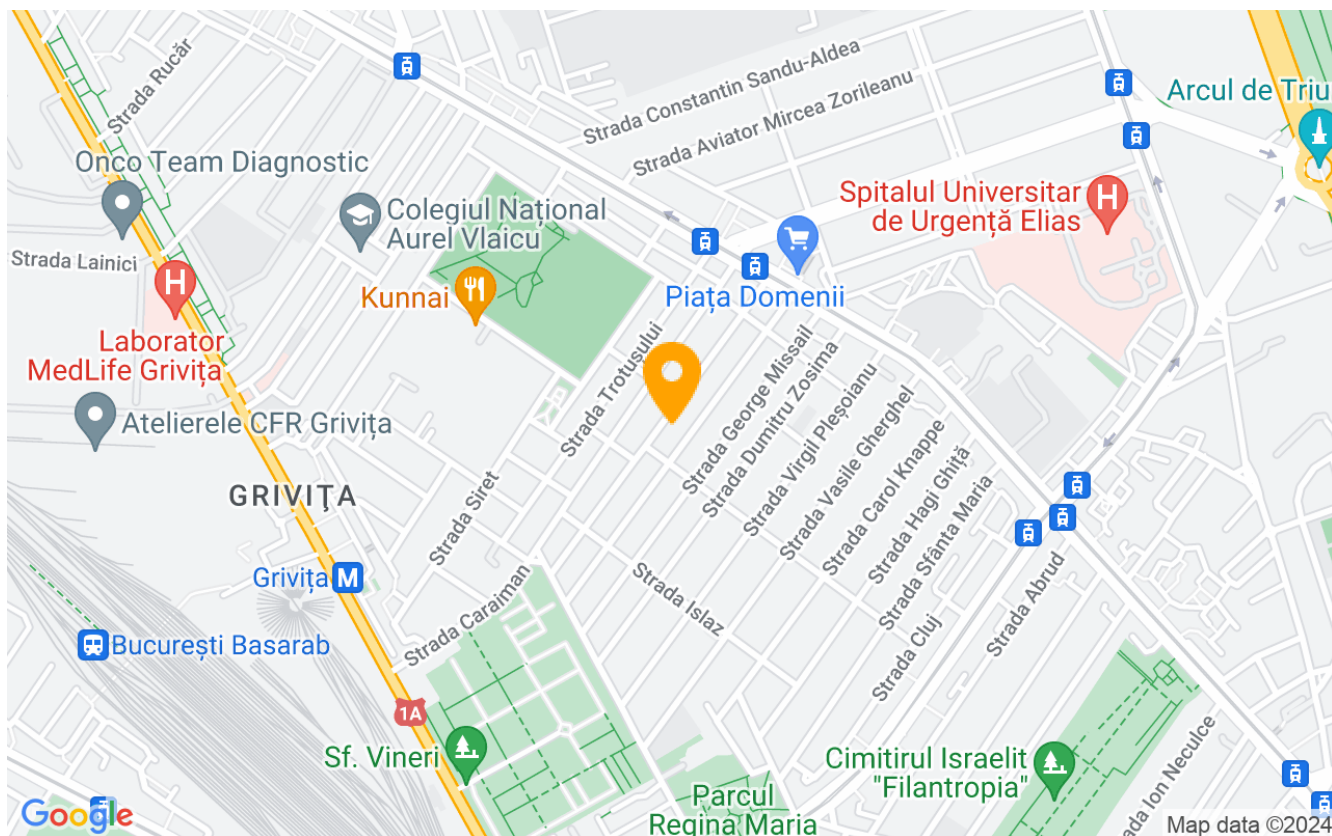 Strada Rucăr
Strada Constantin Sandu-Aldea
Strada Aviator Mircea Zorileanu
Arcul de Triu
Onco Team Diagnostic
Colegiul Național
Aurel Vlaicu
Spitalul Universitar
de Urgență Elias
H
Strada Lainici
H
Kunnai
Piața Domenii
Laborator
MedLife Grivița
Strada Trotușului
Strada George Missail
Strada Dumitru Zosima
Strada Virgil Pleșoianu
Strada Vasile Gherghel
Strada Carol Knappe
Strada Hagi Ghiță
Strada Sfânta Maria
Atelierele CFR Grivița
GRIVIȚA
Strada Siret
Grivița
M
Strada Caraiman
Strada Islaz
Strada Cluj
Strada Abrud
București Basarab
1A
Sf. Vineri
Cimitirul Israelit
"Filantropia"
Parcul
Regina Maria
ada Ion Neculce
Google
Map data ©2024